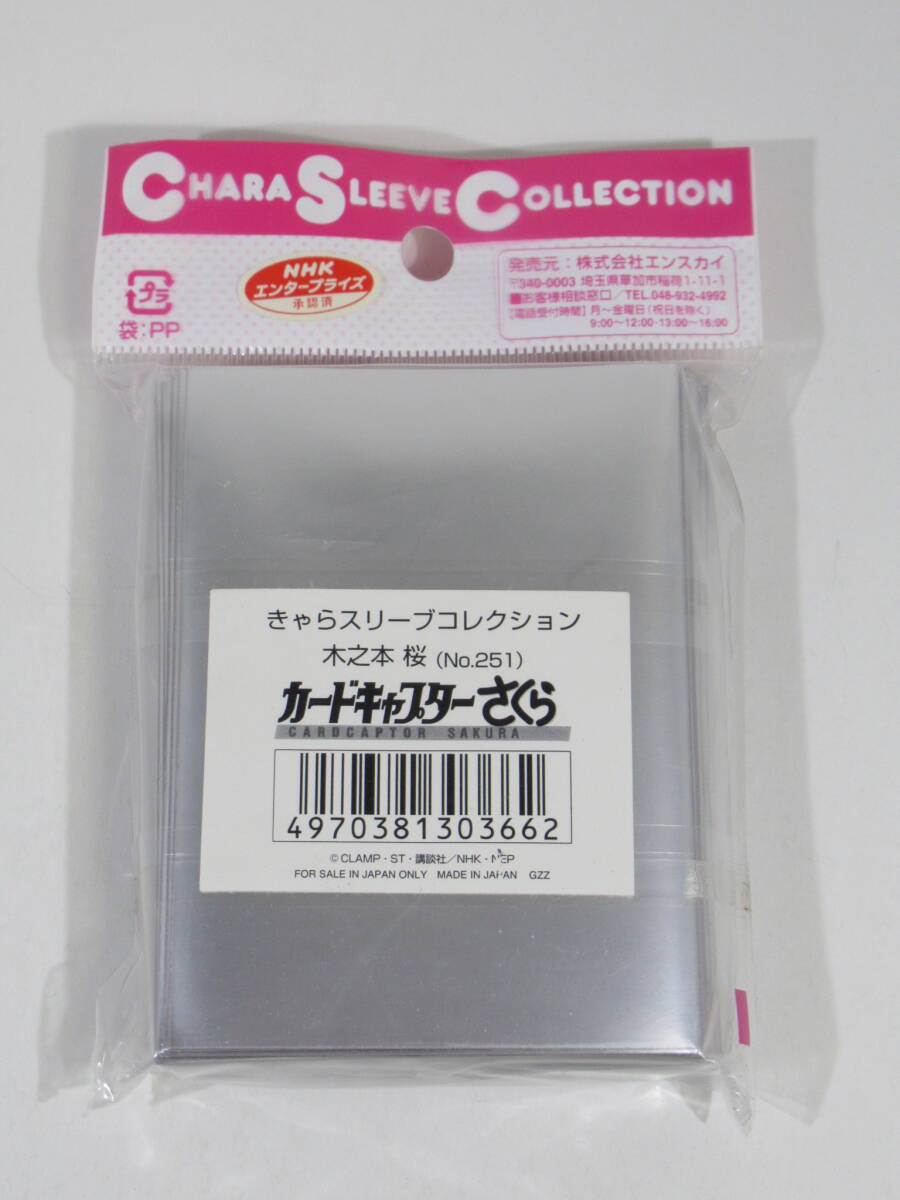 CHARA SLEEVE COLLECTION
プラ
袋:PP
NHK
エンタープライズ
承認済
発売元:株式会社エンスカイ
〒340-0003 埼玉県草加市稲荷1-11-1
■お客様相談窓口/TEL.048-932-4992
【電話受付時間】月~金曜日(祝日を除く)
9:00~12:00・13:00~16:00
きゃらスリーブコレクション
木之本 桜 (No.251)
カードキャプターさくら
CARDCAPTOR SAKURA
4970381303662
©CLAMP・ST・講談社/NHK・NEP
FOR SALE IN JAPAN ONLY MADE IN JAPAN GZZ